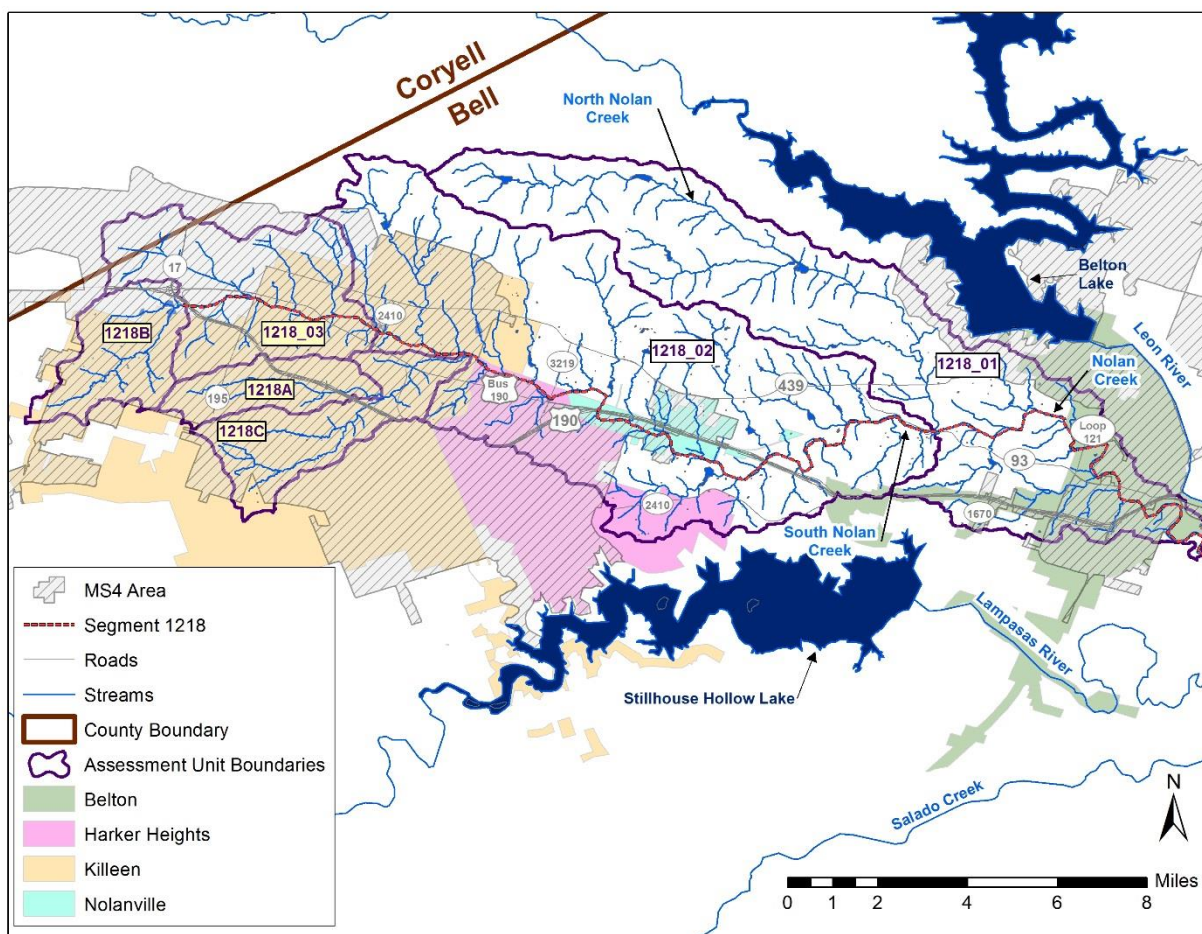 Coryell
Bell
North Nolan
Creek
Belton
Lake
17
1218B
1218_03
2410
1218A
195
1218C
Bus
190
3219
190
1218_02
439
1218_01
Nolan
Creek
Leon River
Loop
121
93
2410
1670
South Nolan
Creek
Lampasas River
Stillhouse Hollow Lake
Salado Creek
MS4 Area
Segment 1218
Roads
Streams
County Boundary
Assessment Unit Boundaries
Belton
Harker Heights
Killeen
Nolanville
N
Miles
0 1 2 4 6 8